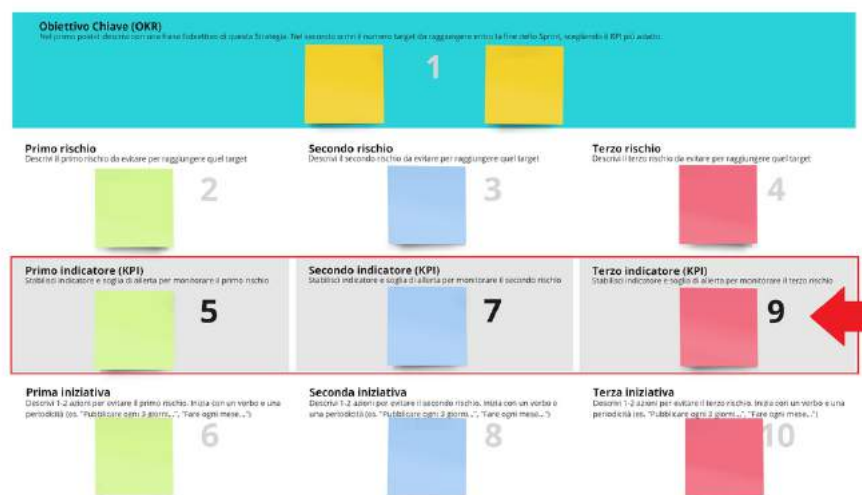 Obiettivo Chiave (OKR)
Nel primo postit descrivi con una frase l'obiettivo di questa Strategia. Nel secondo scrivi il numero target da raggiungere entro la fine dello Sprint, scegliendo il KPI più adatto.
1
Primo rischio
Descrivi il primo rischio da evitare per raggiungere quel target
2
Secondo rischio
Descrivi il secondo rischio da evitare per raggiungere quel target
3
Terzo rischio
Descrivi il terzo rischio da evitare per raggiungere quel target
4
Primo indicatore (KPI)
Stabilisci indicatore e soglia di allerta per monitorare il primo rischio
5
Secondo indicatore (KPI)
Stabilisci indicatore e soglia di allerta per monitorare il secondo rischio
7
Terzo indicatore (KPI)
Stabilisci indicatore e soglia di allerta per monitorare il terzo rischio
9
Prima iniziativa
Descrivi 1-2 azioni per evitare il primo rischio. Inizia con un verbo e una
periodicità (es. "Pubblicare ogni 3 giorni...", "Fare ogni mese...")
6
Seconda iniziativa
Descrivi 1-2 azioni per evitare il secondo rischio. Inizia con un verbo e
una periodicità (es. "Pubblicare ogni 3 giorni...", "Fare ogni mese...")
8
Terza iniziativa
Descrivi 1-2 azioni per evitare il terzo rischio. Inizia con un verbo e una
periodicità (es. "Pubblicare ogni 3 giorni...", "Fare ogni mese...")
10